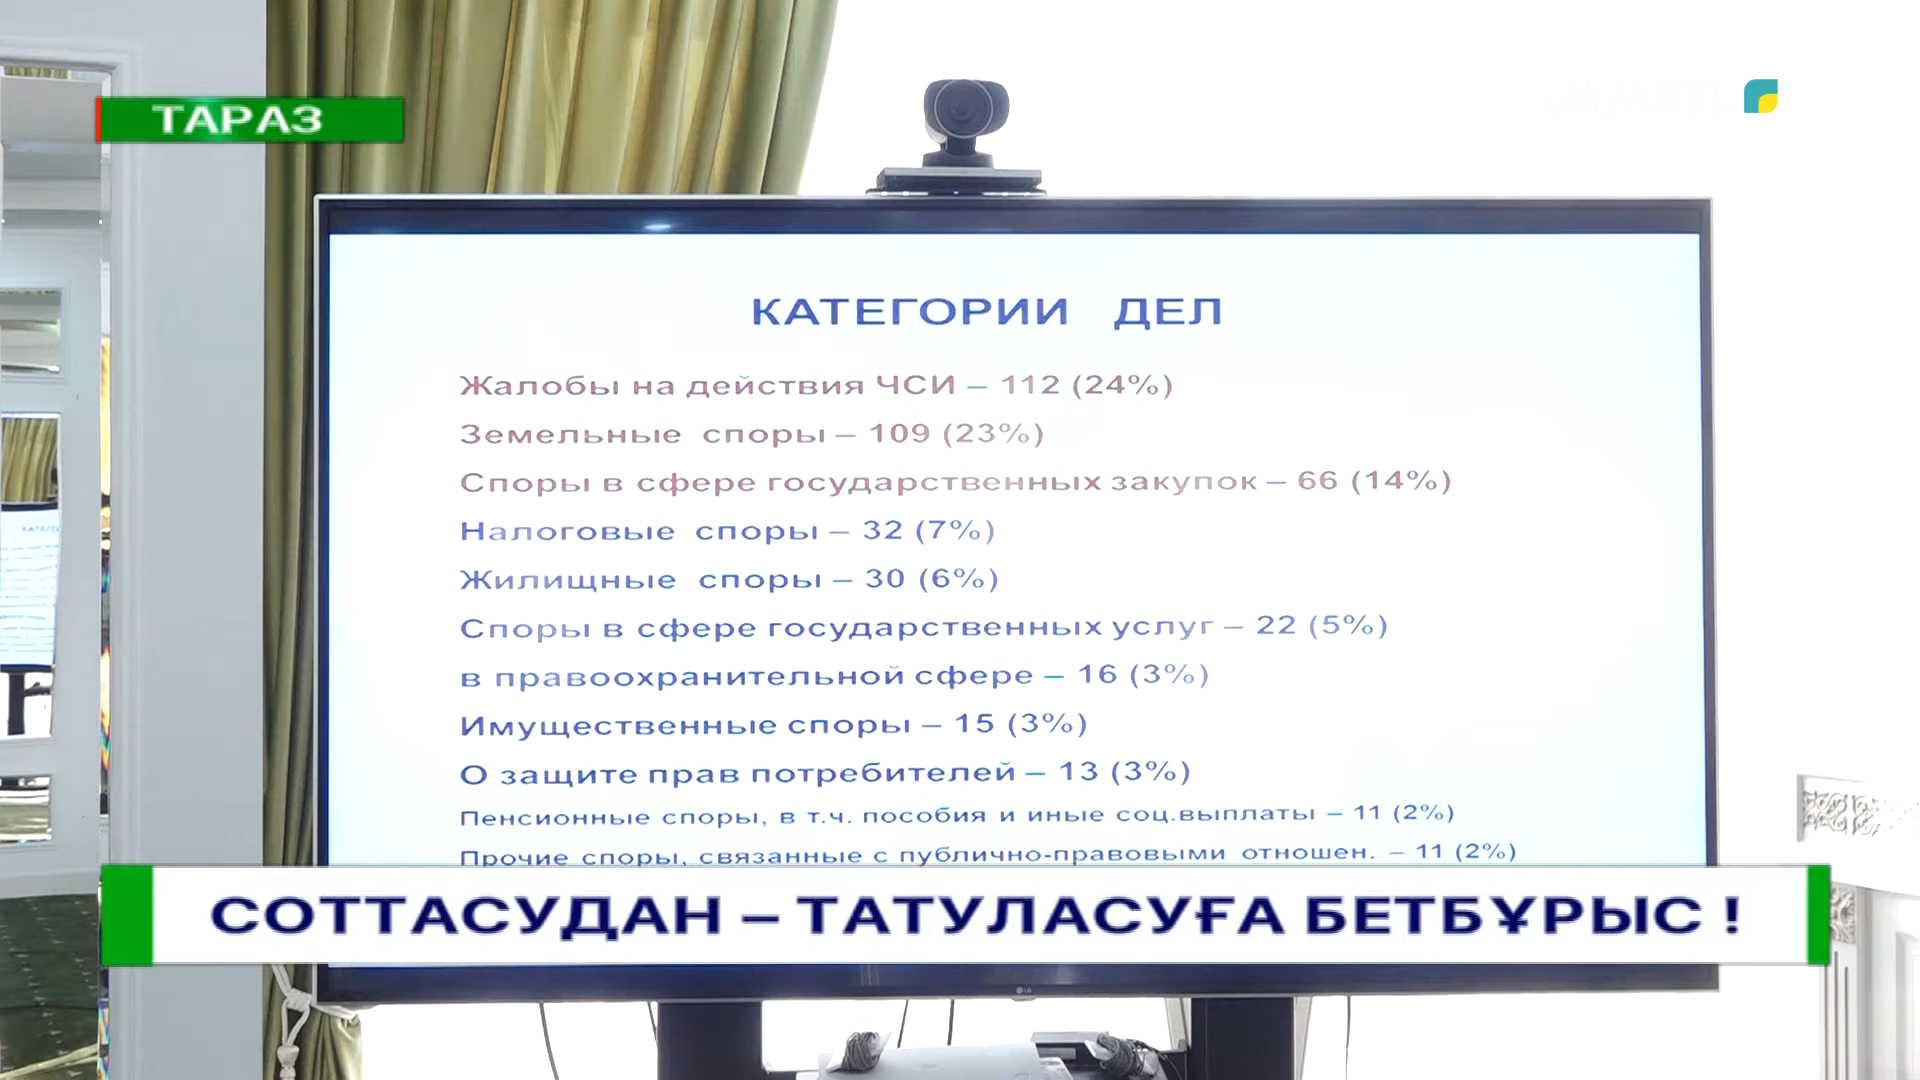 ТАРАЗ
КАТЕГОРИИ ДЕЛ
Жалобы на действия ЧСИ – 112 (24%)
Земельные споры – 109 (23%)
Споры в сфере государственных закупок – 66 (14%)
Налоговые споры – 32 (7%)
Жилищные споры – 30 (6%)
Споры в сфере государственных услуг – 22 (5%)
в правоохранительной сфере – 16 (3%)
Имущественные споры – 15 (3%)
О защите прав потребителей – 13 (3%)
Пенсионные споры, в т.ч. пособия и иные соц.выплаты – 11 (2%)
Прочие споры, связанные с публично-правовыми отношен. – 11 (2%)
СОТТАСУДАН – ТАТУЛАСУҒА БЕТБҰРЫС !
LG